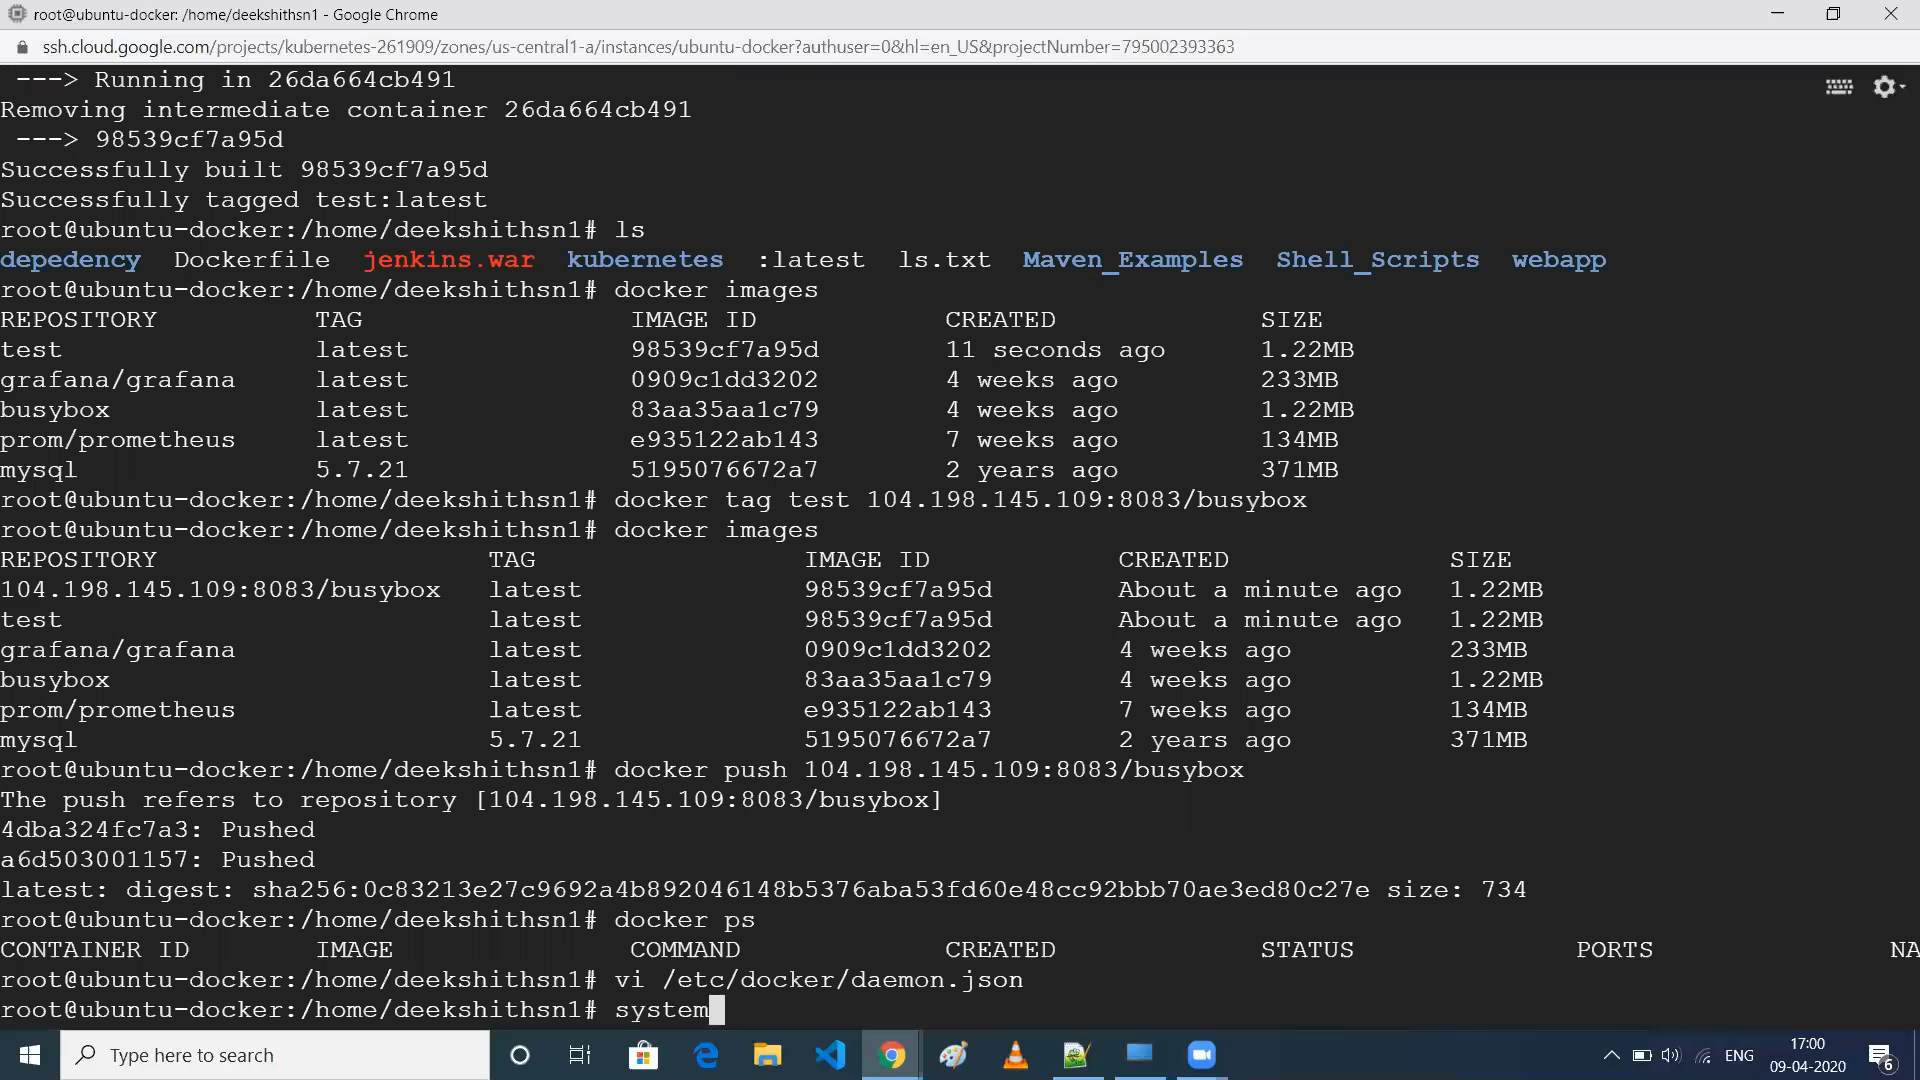 root@ubuntu-docker: /home/deekshithsn1 - Google Chrome
ssh.cloud.google.com/projects/kubernetes-261909/zones/us-central1-a/instances/ubuntu-docker?authuser=0&hl=en_US&projectNumber=795002393363
---> Running in 26da664cb491
Removing intermediate container 26da664cb491
---> 98539cf7a95d
Successfully built 98539cf7a95d
Successfully tagged test:latest
root@ubuntu-docker:/home/deekshithsn1# ls
depedency Dockerfile jenkins.war kubernetes :latest ls.txt Maven_Examples Shell_Scripts webapp
root@ubuntu-docker:/home/deekshithsn1# docker images
REPOSITORY TAG IMAGE ID CREATED SIZE
test latest 98539cf7a95d 11 seconds ago 1.22MB
grafana/grafana latest 0909c1dd3202 4 weeks ago 233MB
busybox latest 83aa35aa1c79 4 weeks ago 1.22MB
prom/prometheus latest e935122ab143 7 weeks ago 134MB
mysql 5.7.21 5195076672a7 2 years ago 371MB
root@ubuntu-docker:/home/deekshithsn1# docker tag test 104.198.145.109:8083/busybox
root@ubuntu-docker:/home/deekshithsn1# docker images
REPOSITORY TAG IMAGE ID CREATED SIZE
104.198.145.109:8083/busybox latest 98539cf7a95d About a minute ago 1.22MB
test latest 98539cf7a95d About a minute ago 1.22MB
grafana/grafana latest 0909c1dd3202 4 weeks ago 233MB
busybox latest 83aa35aa1c79 4 weeks ago 1.22MB
prom/prometheus latest e935122ab143 7 weeks ago 134MB
mysql 5.7.21 5195076672a7 2 years ago 371MB
root@ubuntu-docker:/home/deekshithsn1# docker push 104.198.145.109:8083/busybox
The push refers to repository [104.198.145.109:8083/busybox]
4dba324fc7a3: Pushed
a6d503001157: Pushed
latest: digest: sha256:0c83213e27c9692a4b892046148b5376aba53fd60e48cc92bbb70ae3ed80c27e size: 734
root@ubuntu-docker:/home/deekshithsn1# docker ps
CONTAINER ID IMAGE COMMAND CREATED STATUS PORTS NA
root@ubuntu-docker:/home/deekshithsn1# vi /etc/docker/daemon.json
root@ubuntu-docker:/home/deekshithsn1# system
Type here to search
ENG
17:00
09-04-2020
6